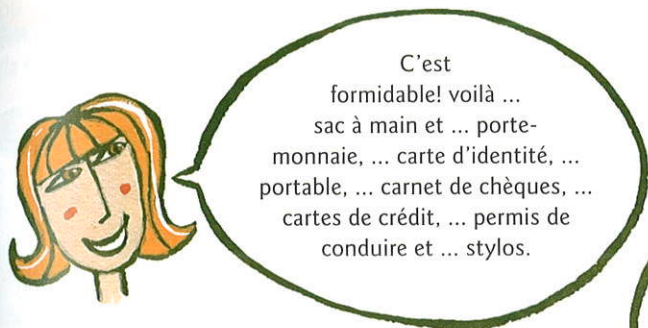 C'est
formidable! voilà ...
sac à main et ... porte-
monnaie, ... carte d'identité, ...
portable, ... carnet de chèques, ...
cartes de crédit, ... permis de
conduire et ... stylos.